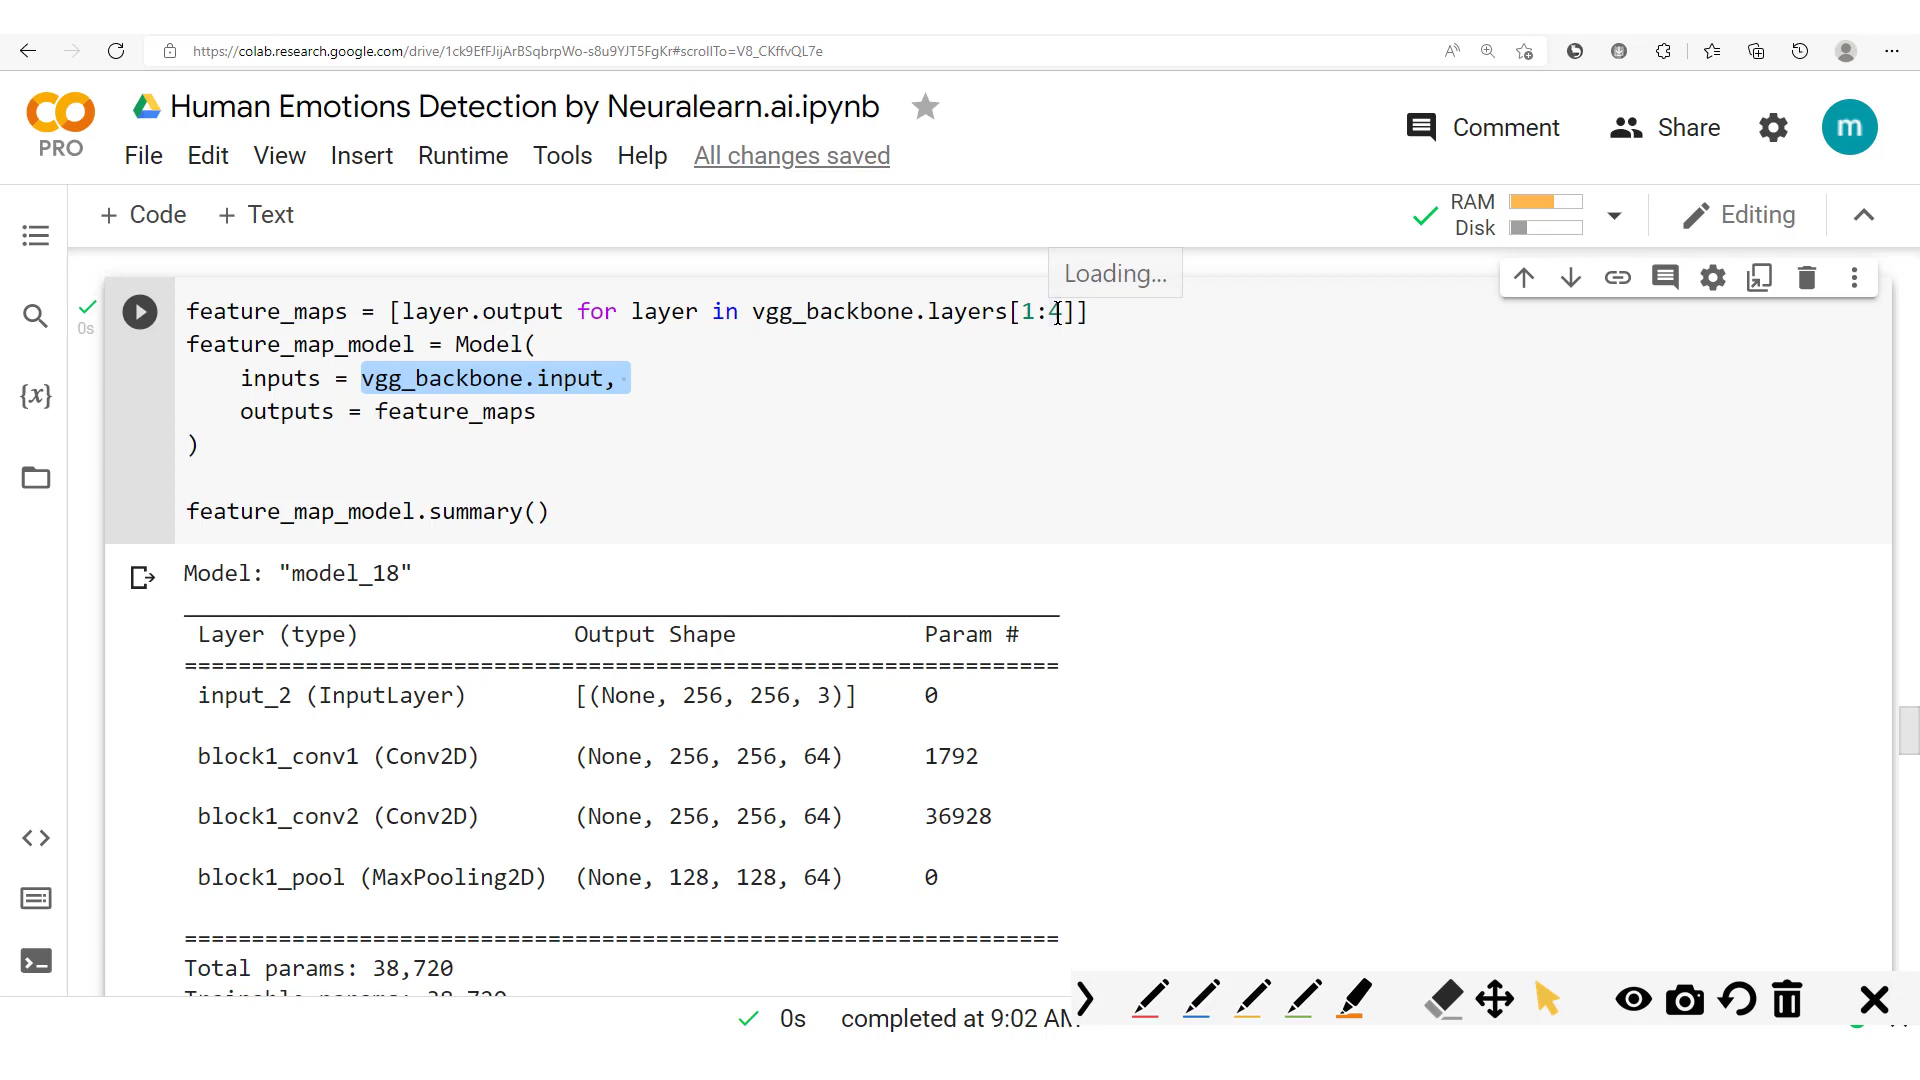 https://colab.research.google.com/drive/1ck9EfFJijArBSqbrpWo-s8u9YJT5FgKr#scrollTo=V8_CKffvQL7e
CO
PRO
Human Emotions Detection by Neuralearn.ai.ipynb
Comment
Share
m
File Edit View Insert Runtime Tools Help All changes saved
+ Code + Text
RAM
Disk
Editing
Loading...
0s
feature_maps = [layer.output for layer in vgg_backbone.layers[1:4]]
feature_map_model = Model(
inputs = vgg_backbone.input,
outputs = feature_maps
)
feature_map_model.summary()
{x}
Model: "model_18"
Layer (type) Output Shape Param #
=================================================================
input_2 (InputLayer) [(None, 256, 256, 3)] 0
block1_conv1 (Conv2D) (None, 256, 256, 64) 1792
block1_conv2 (Conv2D) (None, 256, 256, 64) 36928
block1_pool (MaxPooling2D) (None, 128, 128, 64) 0
=================================================================
Total params: 38,720
Trainable params: 38,720
0s completed at 9:02 AM